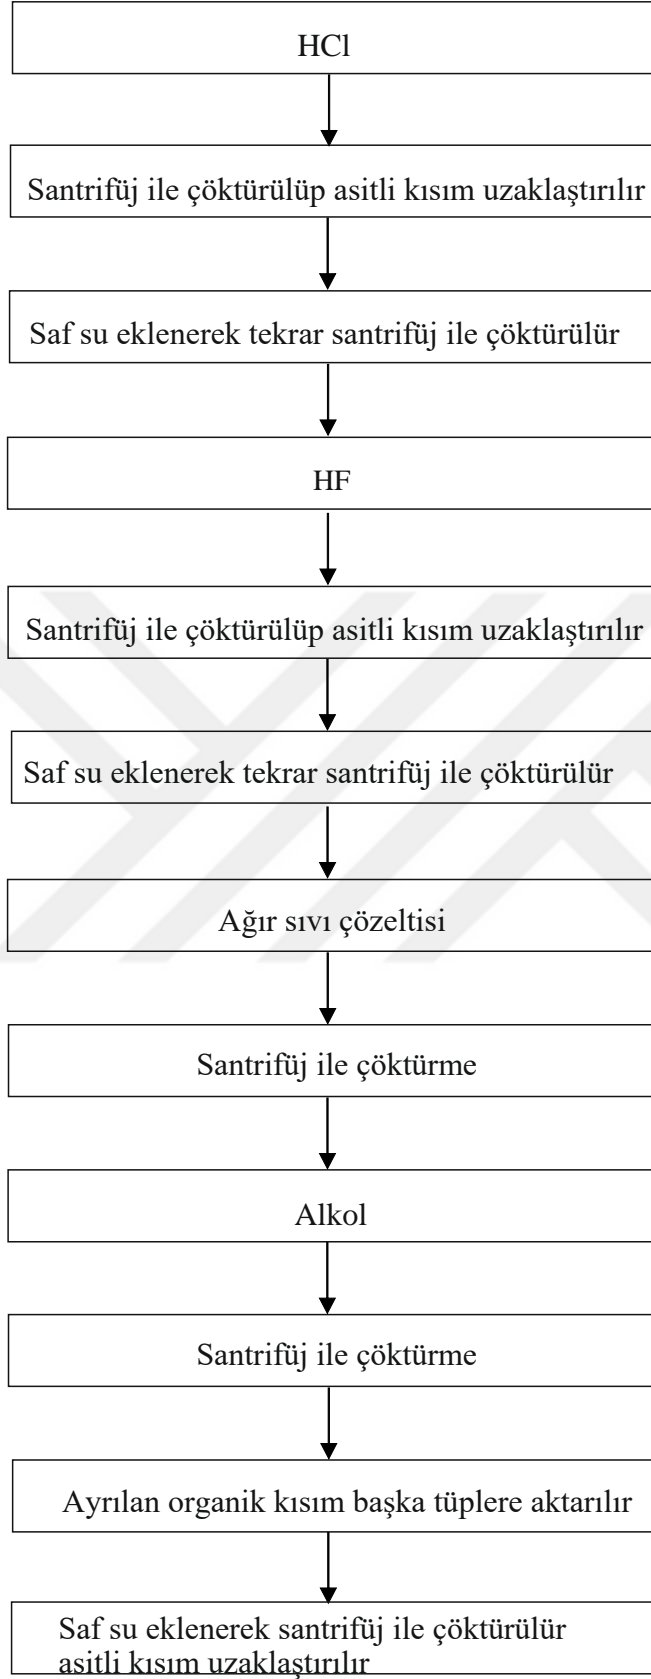 HCl
Santrifüj ile çöktürülüp asitli kısım uzaklaştırılır
Saf su eklenerek tekrar santrifüj ile çöktürülür
HF
Santrifüj ile çöktürülüp asitli kısım uzaklaştırılır
Saf su eklenerek tekrar santrifüj ile çöktürülür
Ağır sıvı çözeltisi
Santrifüj ile çöktürme
Alkol
Santrifüj ile çöktürme
Ayrılan organik kısım başka tüplere aktarılır
Saf su eklenerek santrifüj ile çöktürülür
asitli kısım uzaklaştırılır